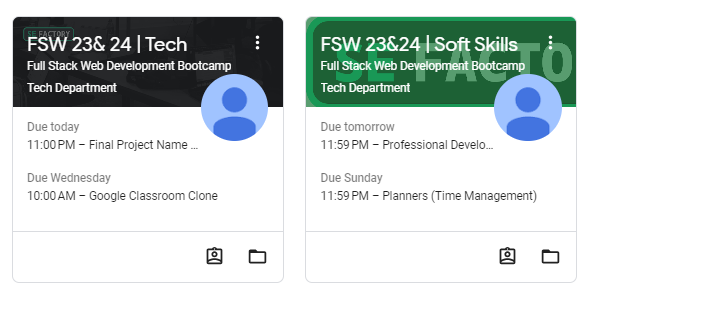 SE FACTORY
FSW 23& 24 | Tech
Full Stack Web Development Bootcamp
Tech Department
Due today
11:00 PM – Final Project Name ...
Due Wednesday
10:00 AM – Google Classroom Clone
SE FACTO
FSW 23&24 | Soft Skills
Full Stack Web Development Bootcamp
Tech Department
Due tomorrow
11:59 PM – Professional Develo...
Due Sunday
11:59 PM – Planners (Time Management)